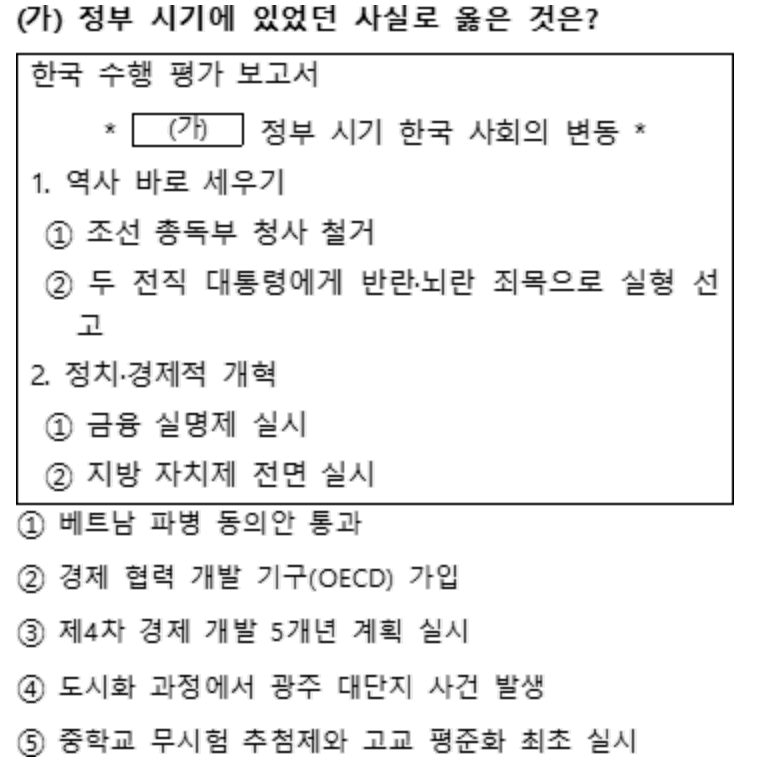 (가) 정부 시기에 있었던 사실로 옳은 것은?
한국 수행 평가 보고서
* (가) 정부 시기 한국 사회의 변동 *
1. 역사 바로 세우기
① 조선 총독부 청사 철거
② 두 전직 대통령에게 반란·뇌란 죄목으로 실형 선
고
2. 정치·경제적 개혁
① 금융 실명제 실시
② 지방 자치제 전면 실시
① 베트남 파병 동의안 통과
② 경제 협력 개발 기구(OECD) 가입
③ 제4차 경제 개발 5개년 계획 실시
④ 도시화 과정에서 광주 대단지 사건 발생
⑤ 중학교 무시험 추첨제와 고교 평준화 최초 실시